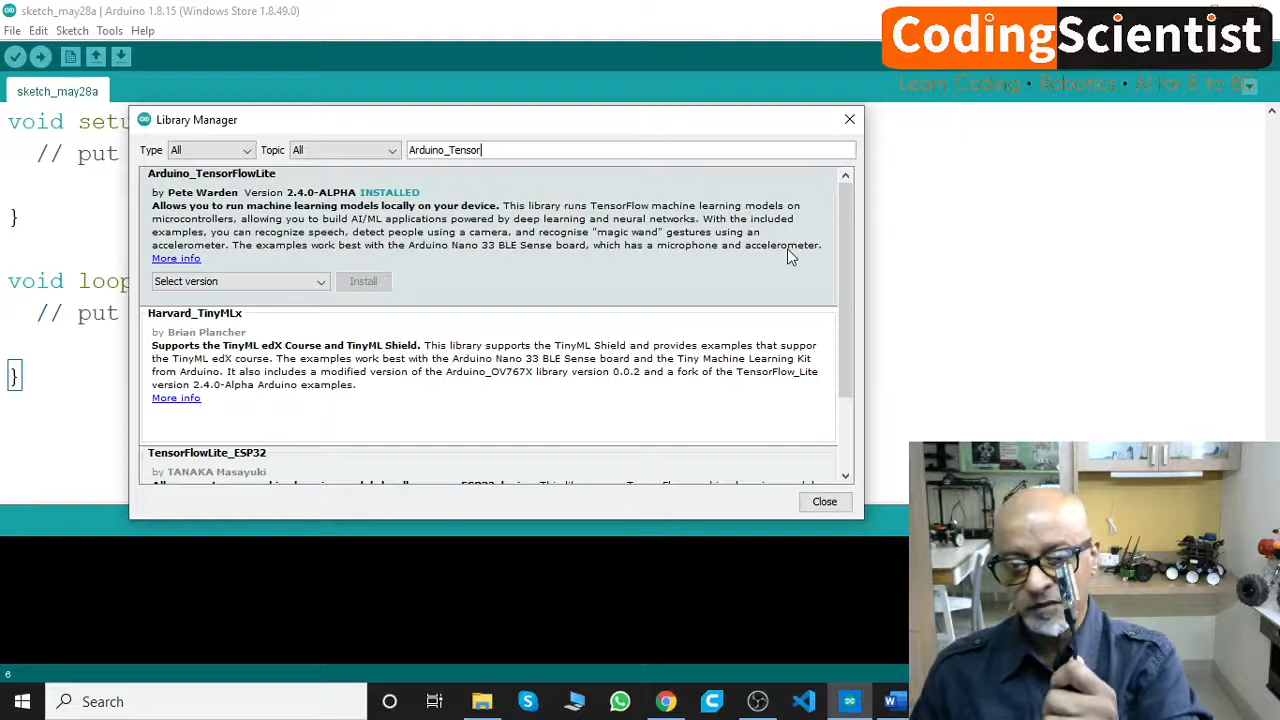 sketch_may28a | Arduino 1.8.15 (Windows Store 1.8.49.0)
File Edit Sketch Tools Help
CodingScientist
Learn Coding • Robotics • AI for 8 to 85
sketch_may28a
void setu
// put
}
void loop
// put
}
Library Manager
Type All Topic All Arduino_Tensor
Arduino_TensorFlowLite
by Pete Warden Version 2.4.0-ALPHA INSTALLED
Allows you to run machine learning models locally on your device. This library runs TensorFlow machine learning models on
microcontrollers, allowing you to build AI/ML applications powered by deep learning and neural networks. With the included
examples, you can recognize speech, detect people using a camera, and recognise "magic wand" gestures using an
accelerometer. The examples work best with the Arduino Nano 33 BLE Sense board, which has a microphone and accelerometer.
More info
Select version Install
Harvard_TinyMLx
by Brian Plancher
Supports the TinyML edX Course and TinyML Shield. This library supports the TinyML Shield and provides examples that suppor
the TinyML edX course. The examples work best with the Arduino Nano 33 BLE Sense board and the Tiny Machine Learning Kit
from Arduino. It also includes a modified version of the Arduino_OV767X library version 0.0.2 and a fork of the TensorFlow_Lite
version 2.4.0-Alpha Arduino examples.
More info
TensorFlowLite_ESP32
by TANAKA Masayuki
Close
6
Search